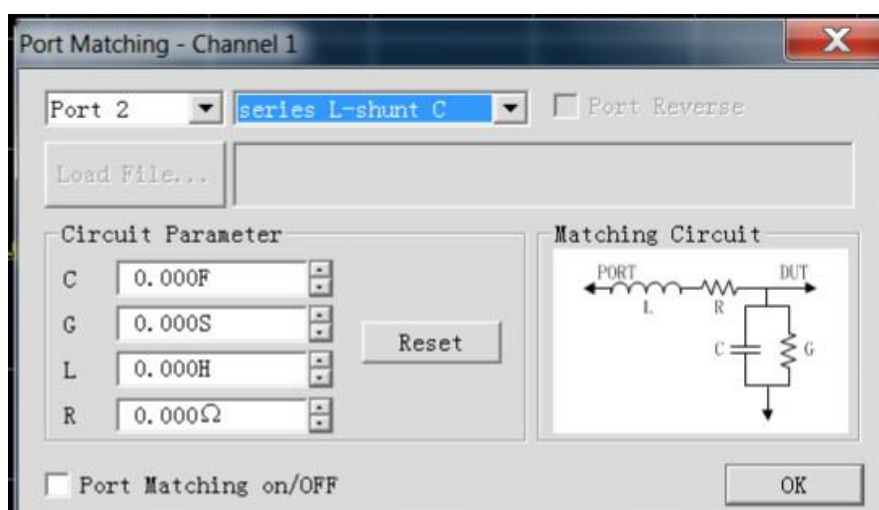 Port Matching - Channel 1
Port 2 series L-shunt C Port Reverse
Load File...
Circuit Parameter
C 0.000F
G 0.000S
L 0.000H
R 0.000Ω
Reset
Matching Circuit
PORT DUT
L R
C G
Port Matching on/OFF
OK